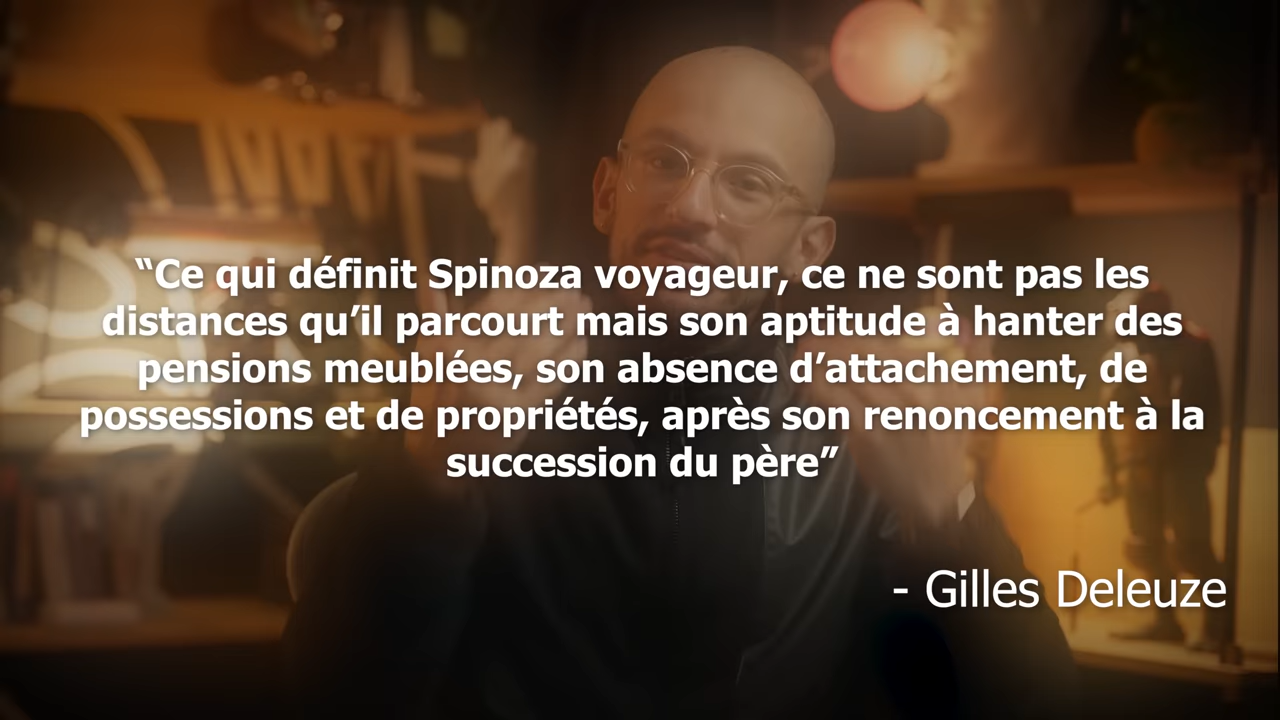 “Ce qui définit Spinoza voyageur, ce ne sont pas les
distances qu’il parcourt mais son aptitude à hanter des
pensions meublées, son absence d’attachement, de
possessions et de propriétés, après son renoncement à la
succession du père”
- Gilles Deleuze